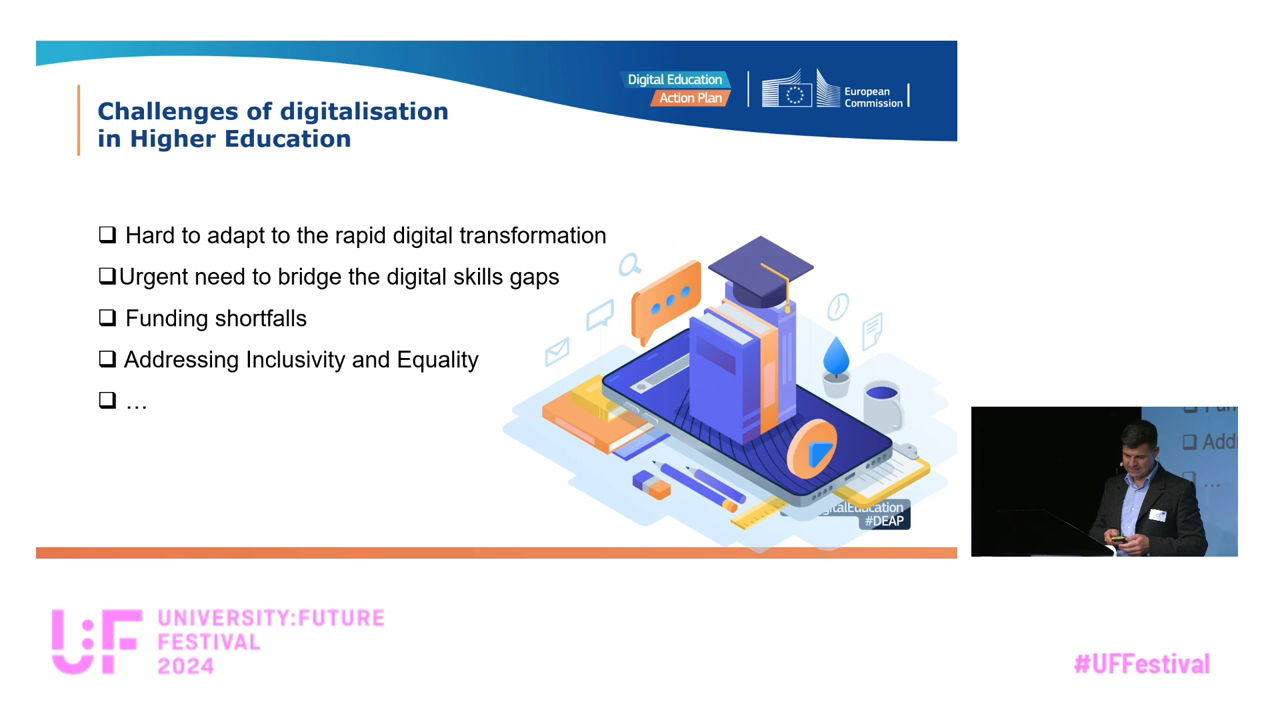 Digital Education
Action Plan
European
Commission
Challenges of digitalisation
in Higher Education
❑ Hard to adapt to the rapid digital transformation
❑Urgent need to bridge the digital skills gaps
❑ Funding shortfalls
❑ Addressing Inclusivity and Equality
❑ …
#DEAP
❑ Add
❑ ...
U:F
UNIVERSITY:FUTURE
FESTIVAL
2024
#UFFestival